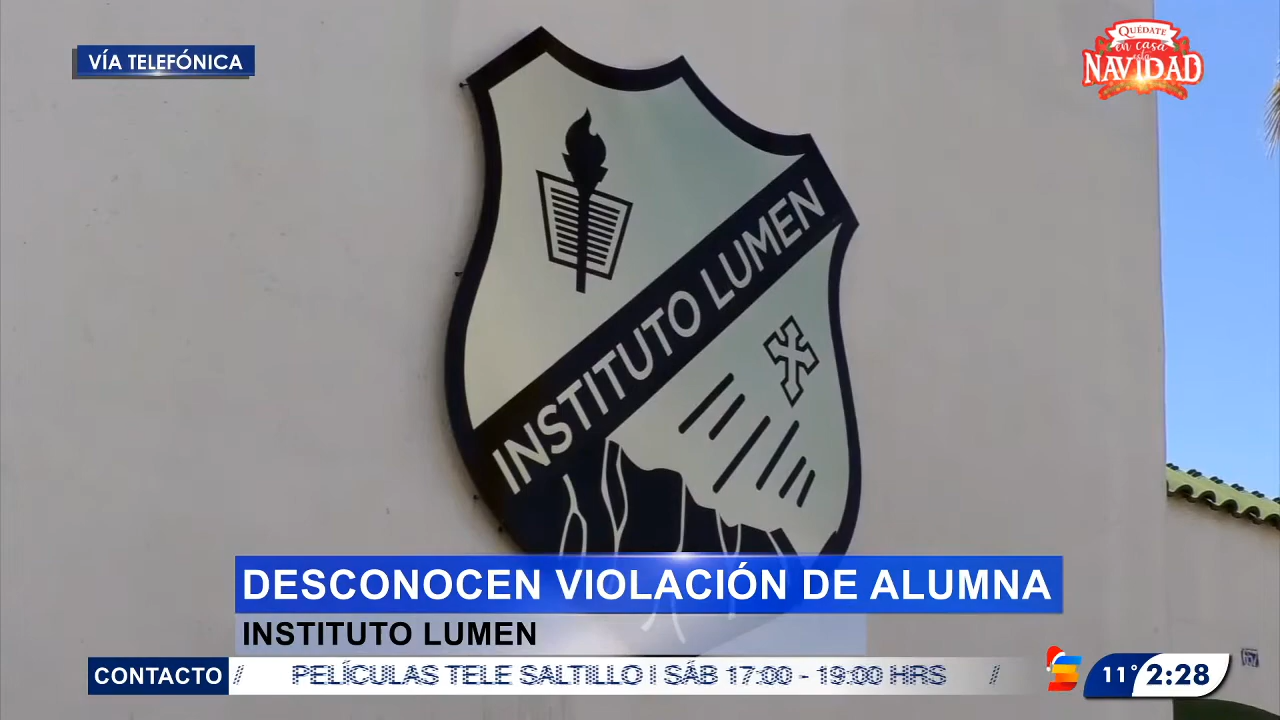 VÍA TELEFÓNICA
QUÉDATE
en casa
esta
NAVIDAD
INSTITUTO LUMEN
DESCONOCEN VIOLACIÓN DE ALUMNA
INSTITUTO LUMEN
CONTACTO
PELÍCULAS TELE SALTILLO | SÁB 17:00 - 19:00 HRS
11° 2:28